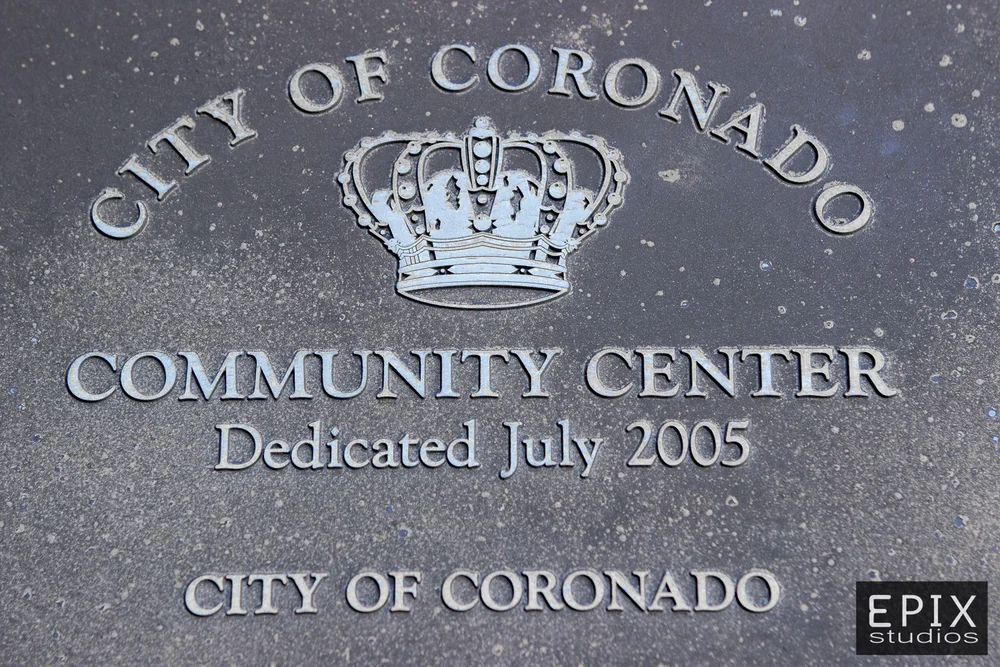 CITY OF CORONADO
COMMUNITY CENTER
Dedicated July 2005
CITY OF CORONADO
EPIX
studios